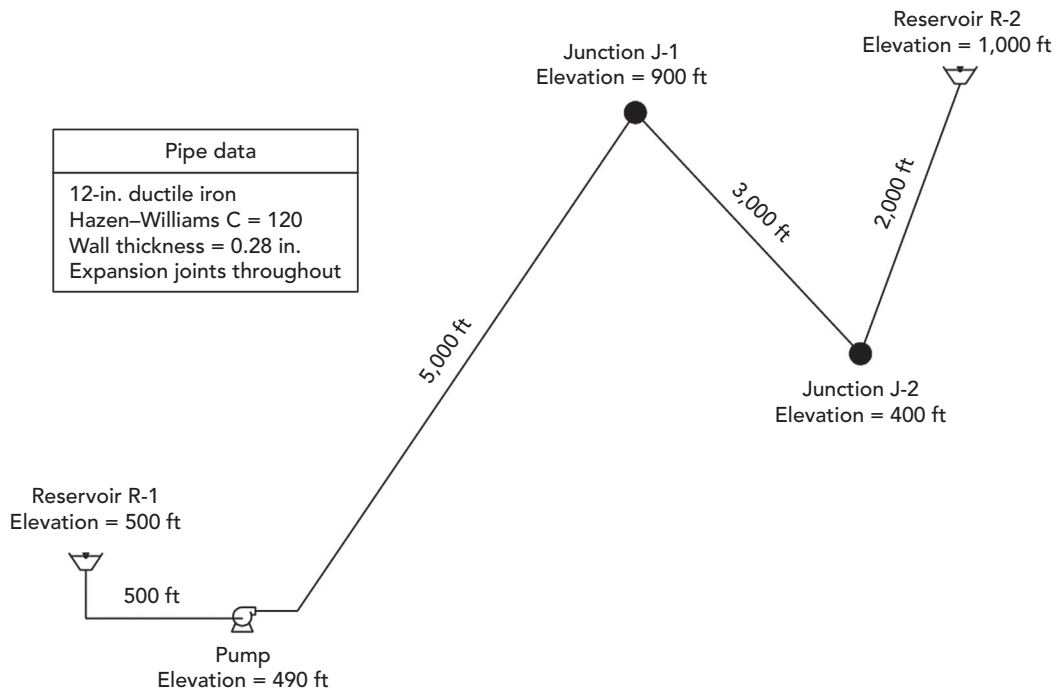 Reservoir R-2
Elevation = 1,000 ft
Junction J-1
Elevation = 900 ft
Pipe data
12-in. ductile iron
Hazen–Williams C = 120
Wall thickness = 0.28 in.
Expansion joints throughout
3,000 ft
2,000 ft
5,000 ft
Junction J-2
Elevation = 400 ft
Reservoir R-1
Elevation = 500 ft
500 ft
Pump
Elevation = 490 ft